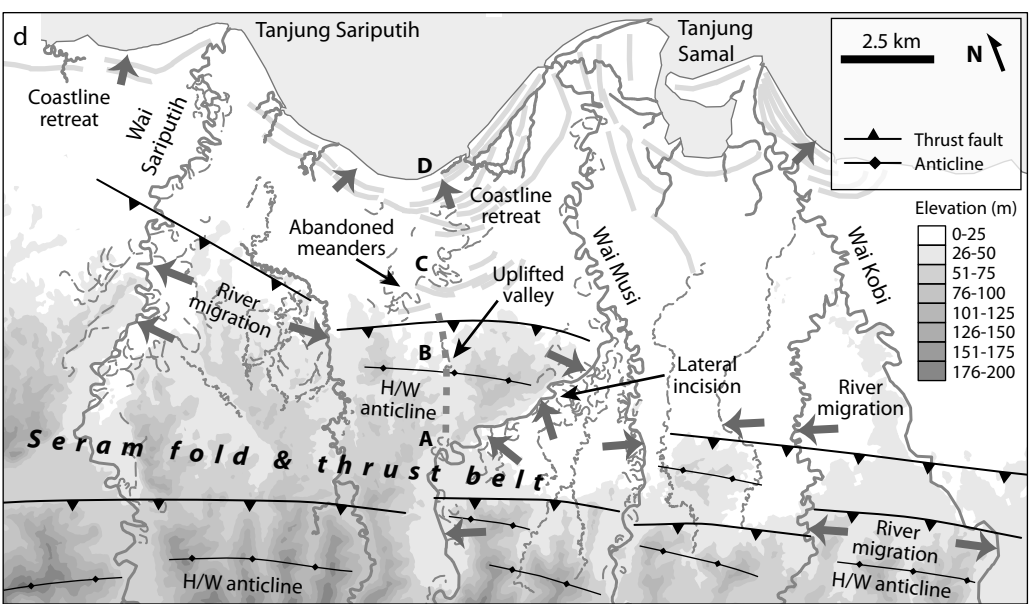 d
Tanjung Sariputih
Tanjung
Samal
2.5 km
N
Thrust fault
Anticline
Elevation (m)
0-25
26-50
51-75
76-100
101-125
126-150
151-175
176-200
Coastline
retreat
Wai
Sariputih
D
Coastline
retreat
Abandoned
meanders
C
Uplifted
valley
Wai Musi
Wai Kobi
River
migration
B
H/W
anticline
Lateral
incision
River
migration
A
Seram fold & thrust belt
River
migration
H/W anticline
H/W anticline